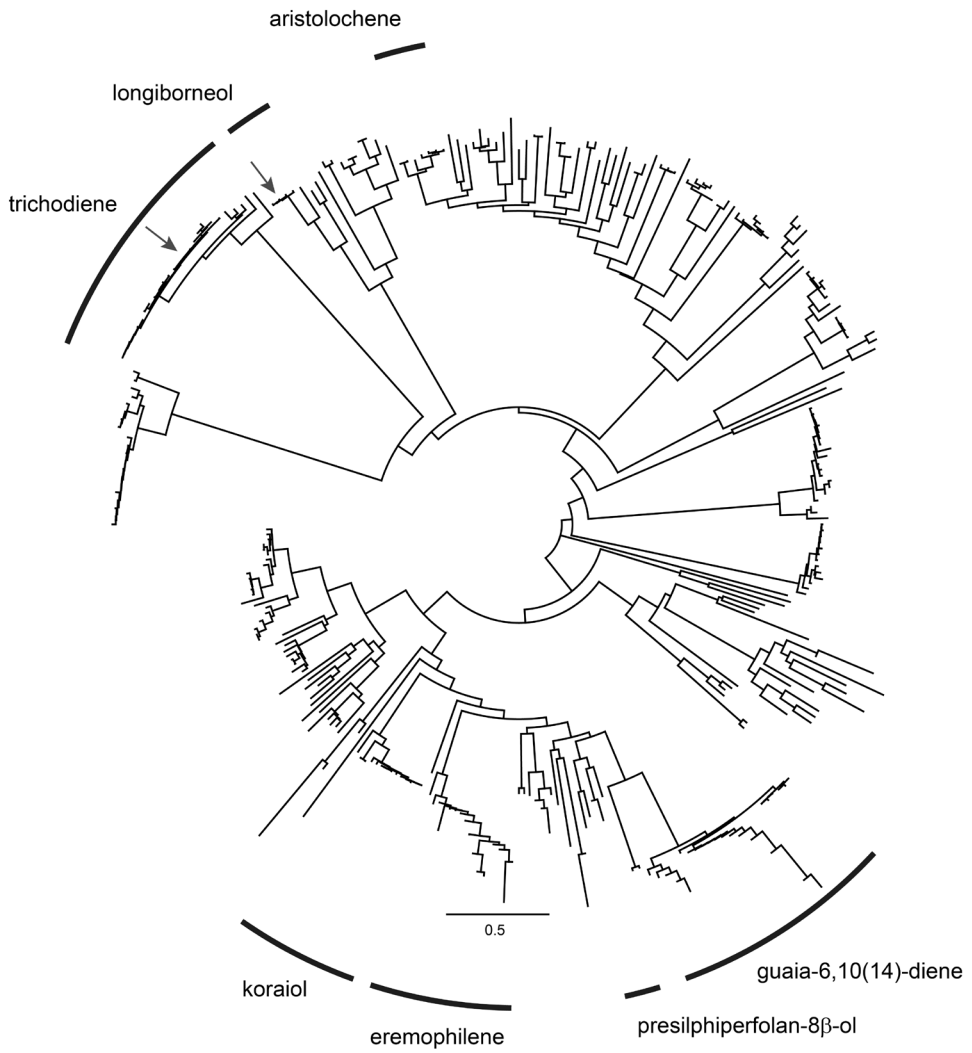 aristolochene
longiborneol
trichodiene
0.5
guaia-6,10(14)-diene
koraiol
presilphiperfolan-8β-ol
eremophilene